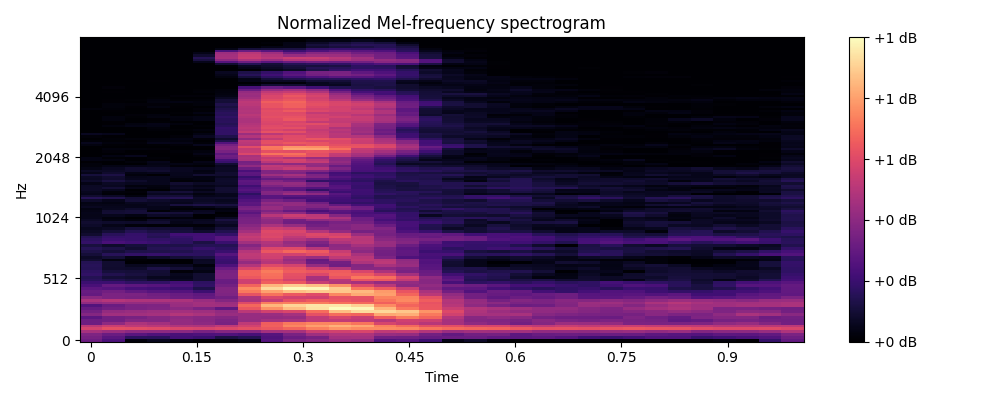 Normalized Mel-frequency spectrogram
Hz
4096
2048
1024
512
0
0 0.15 0.3 0.45 0.6 0.75 0.9
Time
+1 dB
+1 dB
+1 dB
+0 dB
+0 dB
+0 dB